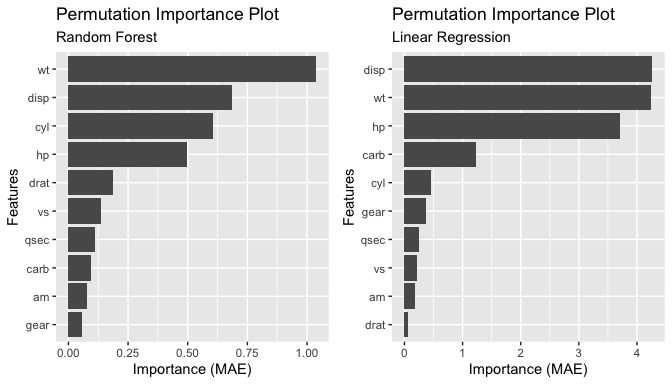 Permutation Importance Plot
Random Forest
Features
wt
disp
cyl
hp
drat
vs
qsec
carb
am
gear
0.00 0.25 0.50 0.75 1.00
Importance (MAE)
Permutation Importance Plot
Linear Regression
Features
disp
wt
hp
carb
cyl
gear
qsec
vs
am
drat
0 1 2 3 4
Importance (MAE)